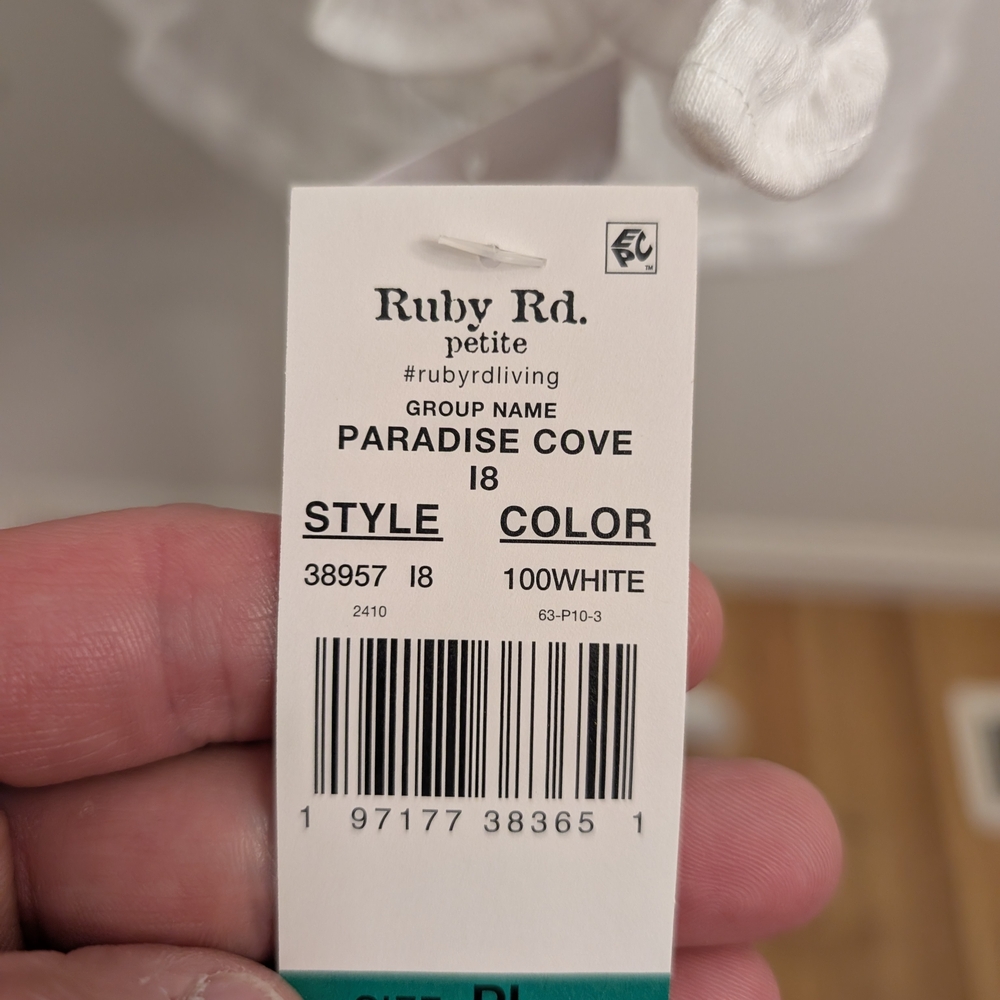 EPC
TM
Ruby Rd.
petite
#rubyrdliving
GROUP NAME
PARADISE COVE
I8
STYLE COLOR
38957 I8 100WHITE
2410 63-P10-3
1 97177 38365 1